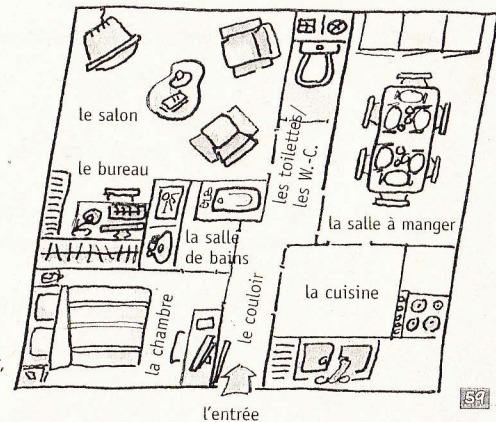 le salon
le bureau
les toilettes/
les W.-C.
la salle à manger
la salle
de bains
la cuisine
la chambre
le couloir
l'entrée
59